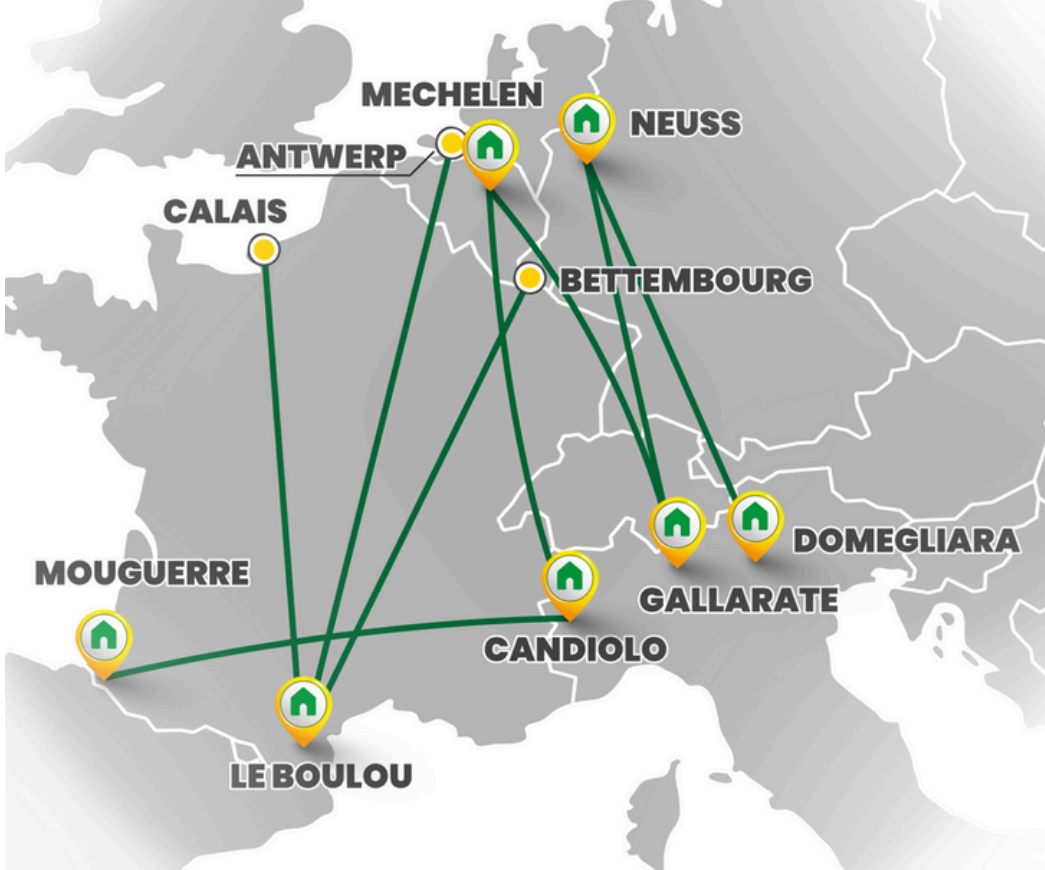 MECHELEN
NEUSS
ANTWERP
CALAIS
BETTEMBOURG
DOMEGLIARA
MOUGUERRE
GALLARATE
CANDIOLO
LE BOULOU